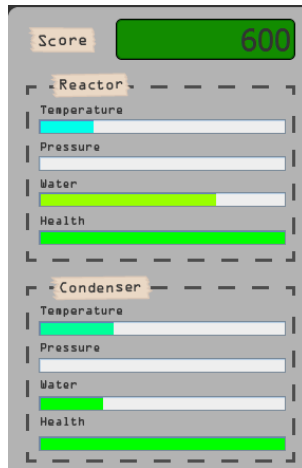 Score
600
Reactor
Temperature
Pressure
Water
Health
Condenser
Temperature
Pressure
Water
Health